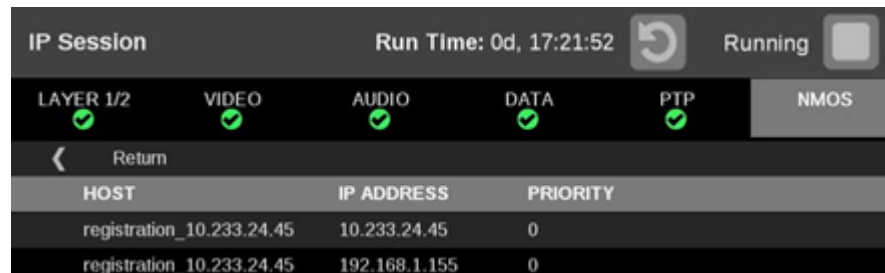 IP Session Run Time: 0d, 17:21:52 Running
LAYER 1/2 VIDEO AUDIO DATA PTP NMOS
Return
HOST IP ADDRESS PRIORITY
registration_10.233.24.45 10.233.24.45 0
registration_10.233.24.45 192.168.1.155 0